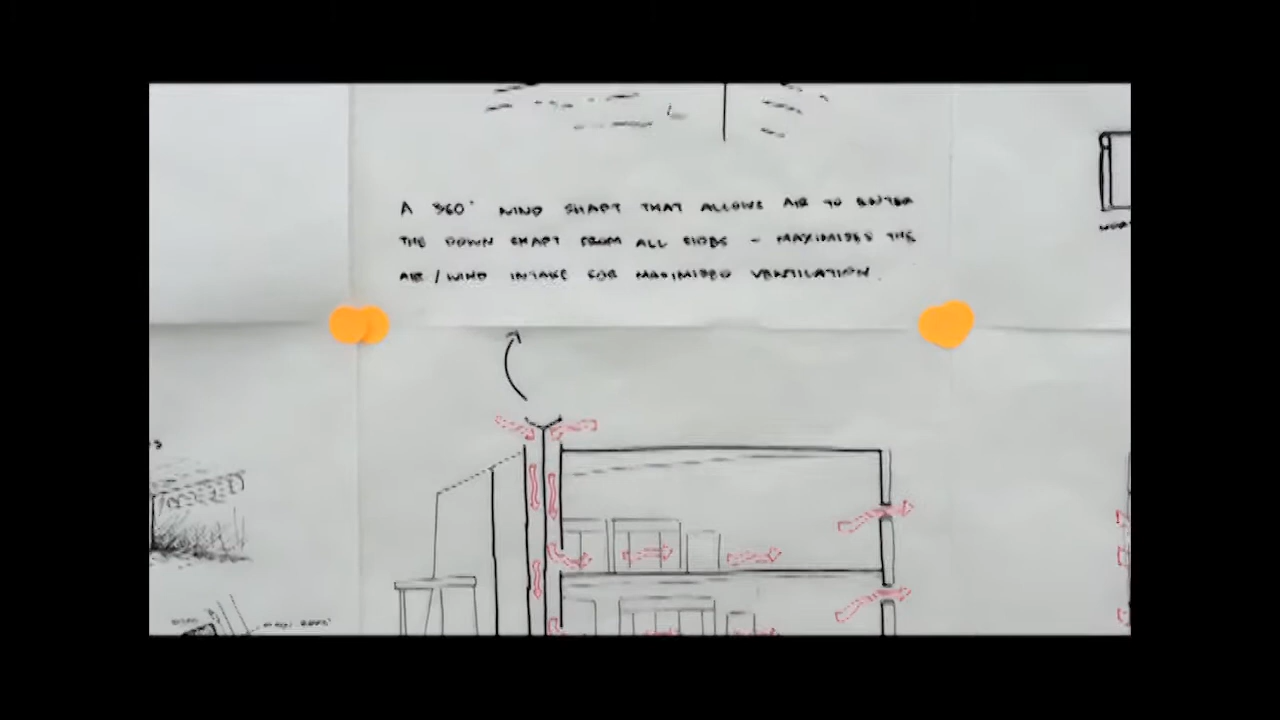 A 360° WIND SHAFT THAT ALLOWS AIR TO ENTER
THE DOWN SHAFT FROM ALL SIDES - MAXIMISES THE
AIR / WIND INTAKE FOR MAXIMISED VENTILATION.